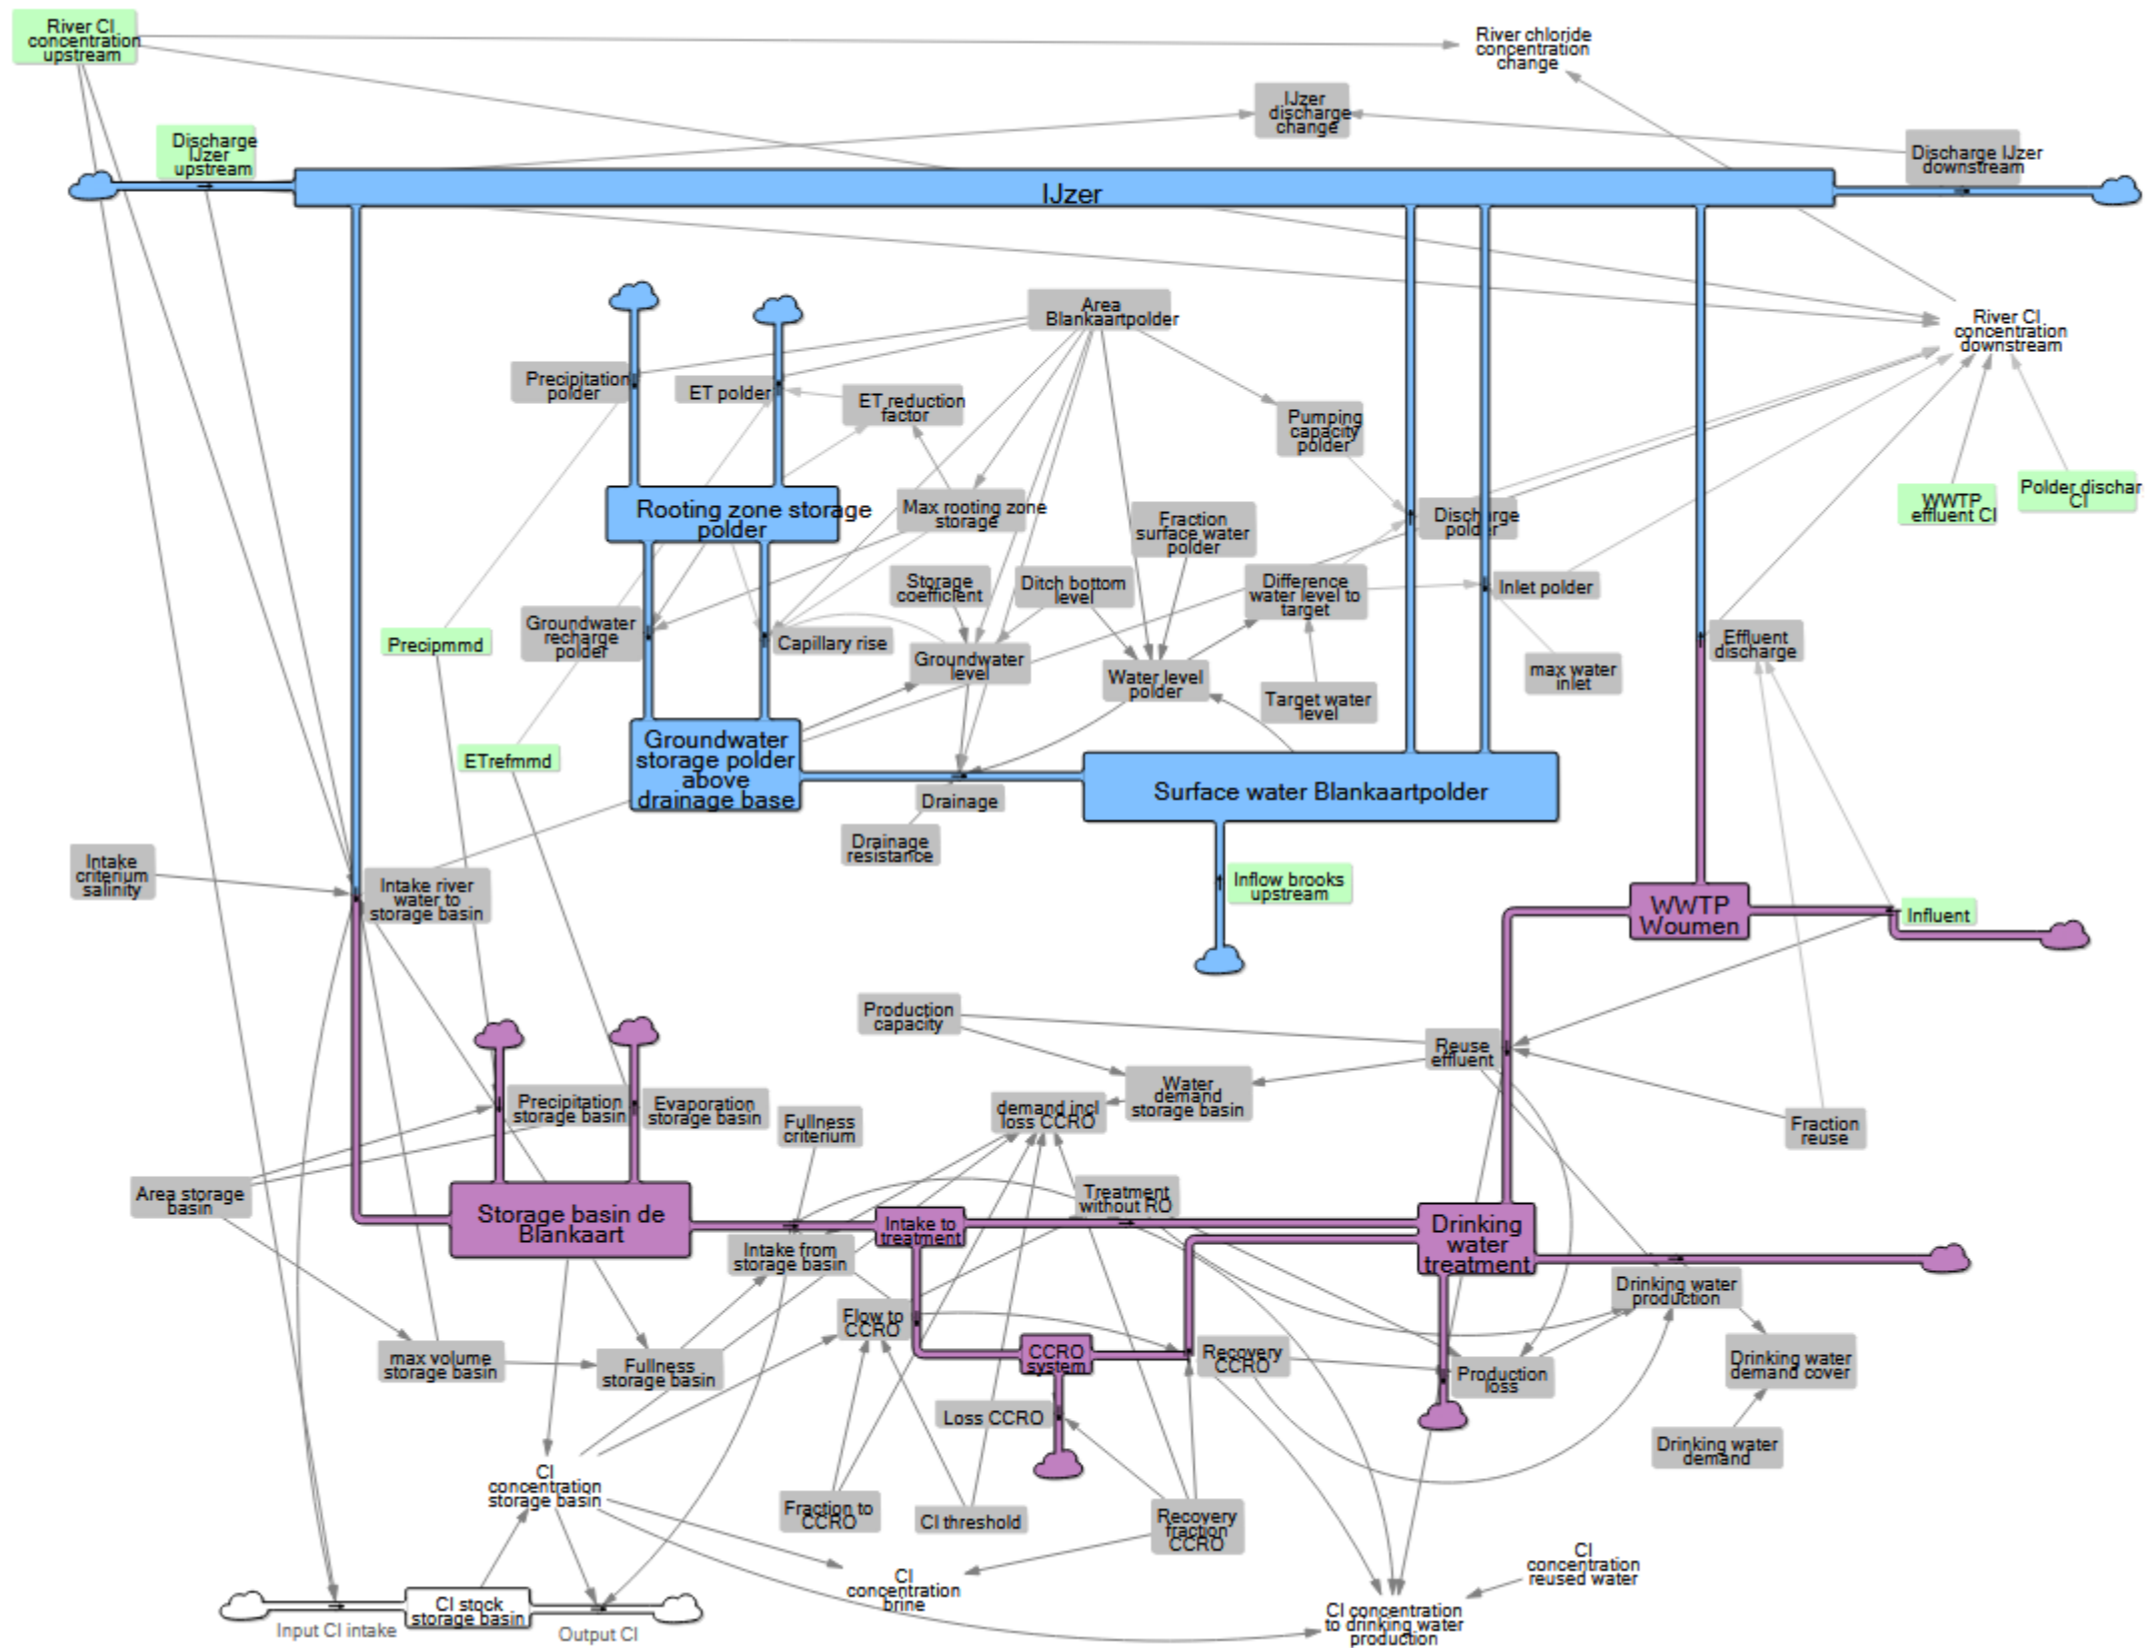 River Cl
concentration
upstream
River chloride
concentration
change
IJzer
discharge
change
Discharge
IJzer
upstream
Discharge IJzer
downstream
IJzer
Area
Blankaartpolder
River Cl
concentration
downstream
Precipitation
polder
ET polder
ET reduction
factor
Pumping
capacity
polder
Rooting zone storage
polder
Max rooting zone
storage
Fraction
surface water
polder
Discharge
polder
WWTP
effluent Cl
Polder dischar
Cl
Storage
coefficient
Ditch bottom
level
Difference
water level to
target
Inlet polder
Precipmmd
Groundwater
recharge
polder
Capillary rise
Groundwater
level
Water level
polder
Target water
level
max water
inlet
Effluent
discharge
ETrefmmd
Groundwater
storage polder
above
drainage base
Drainage
Surface water Blankaartpolder
Drainage
resistance
Intake
criterium
salinity
Intake river
water to
storage basin
Inflow brooks
upstream
WWTP
Woumen
Influent
Production
capacity
Reuse
effluent
Water
demand
storage basin
Precipitation
storage basin
Evaporation
storage basin
Fullness
criterium
demand incl
loss CCRO
Fraction
reuse
Area storage
basin
Storage basin de
Blankaart
Intake to
treatment
Treatment
without RO
Drinking
water
treatment
Intake from
storage basin
Drinking water
production
Flow to
CCRO
max volume
storage basin
Fullness
storage basin
CCRO
system
Recovery
CCRO
Production
loss
Drinking water
demand cover
Loss CCRO
Drinking water
demand
Cl
concentration
storage basin
Fraction to
CCRO
Cl threshold
Recovery
fraction
CCRO
Cl
concentration
brine
Cl
concentration
reused water
Cl stock
storage basin
Input Cl intake
Output Cl
Cl concentration
to drinking water
production